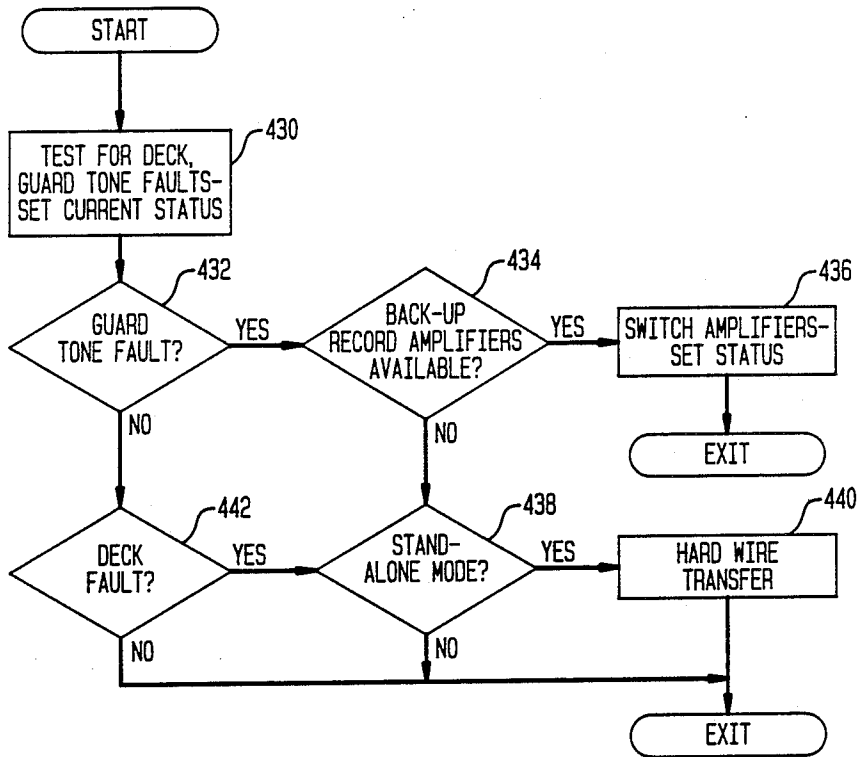 START
430
TEST FOR DECK,
GUARD TONE FAULTS-
SET CURRENT STATUS
432
GUARD
TONE FAULT?
YES
NO
434
BACK-UP
RECORD AMPLIFIERS
AVAILABLE?
YES
NO
436
SWITCH AMPLIFIERS-
SET STATUS
EXIT
442
DECK
FAULT?
YES
NO
438
STAND-
ALONE MODE?
YES
NO
440
HARD WIRE
TRANSFER
EXIT